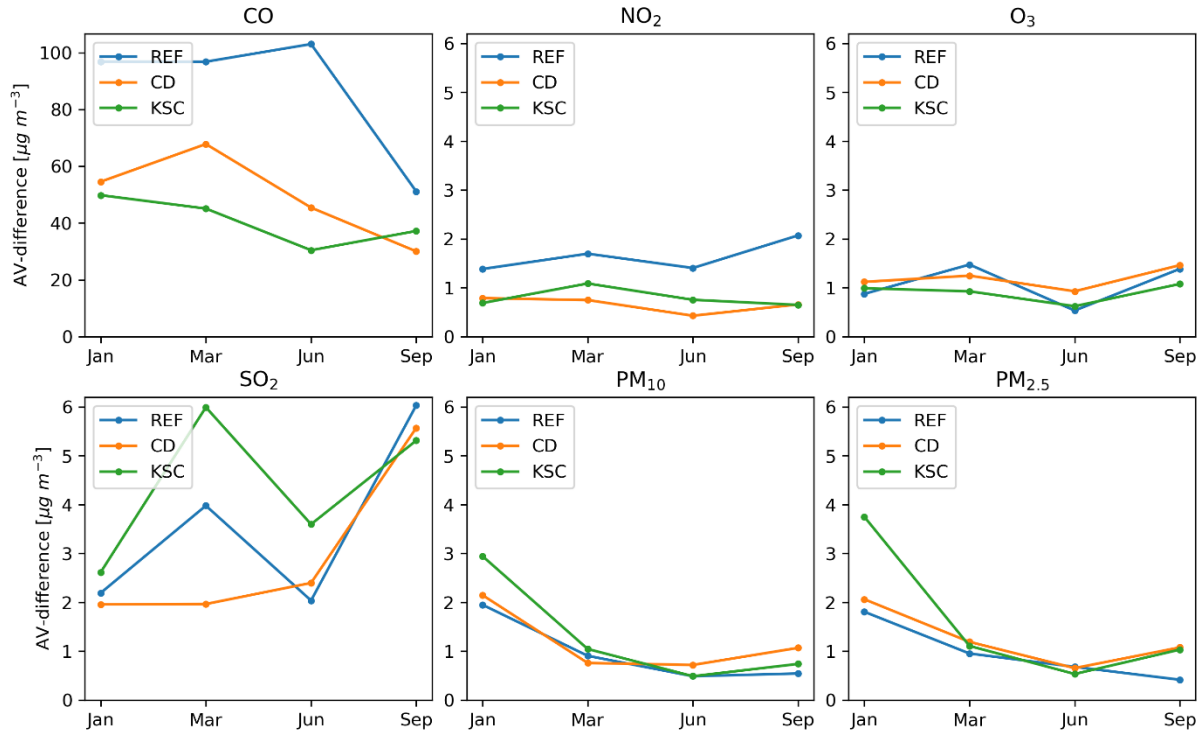 CO
NO₂
O₃
AV-difference [μg m⁻³]
100
80
60
40
20
0
REF
CD
KSC
Jan Mar Jun Sep
6
5
4
3
2
1
0
REF
CD
KSC
Jan Mar Jun Sep
6
5
4
3
2
1
0
REF
CD
KSC
Jan Mar Jun Sep
SO₂
PM₁₀
PM₂.₅
AV-difference [μg m⁻³]
6
5
4
3
2
1
0
REF
CD
KSC
Jan Mar Jun Sep
6
5
4
3
2
1
0
REF
CD
KSC
Jan Mar Jun Sep
6
5
4
3
2
1
0
REF
CD
KSC
Jan Mar Jun Sep